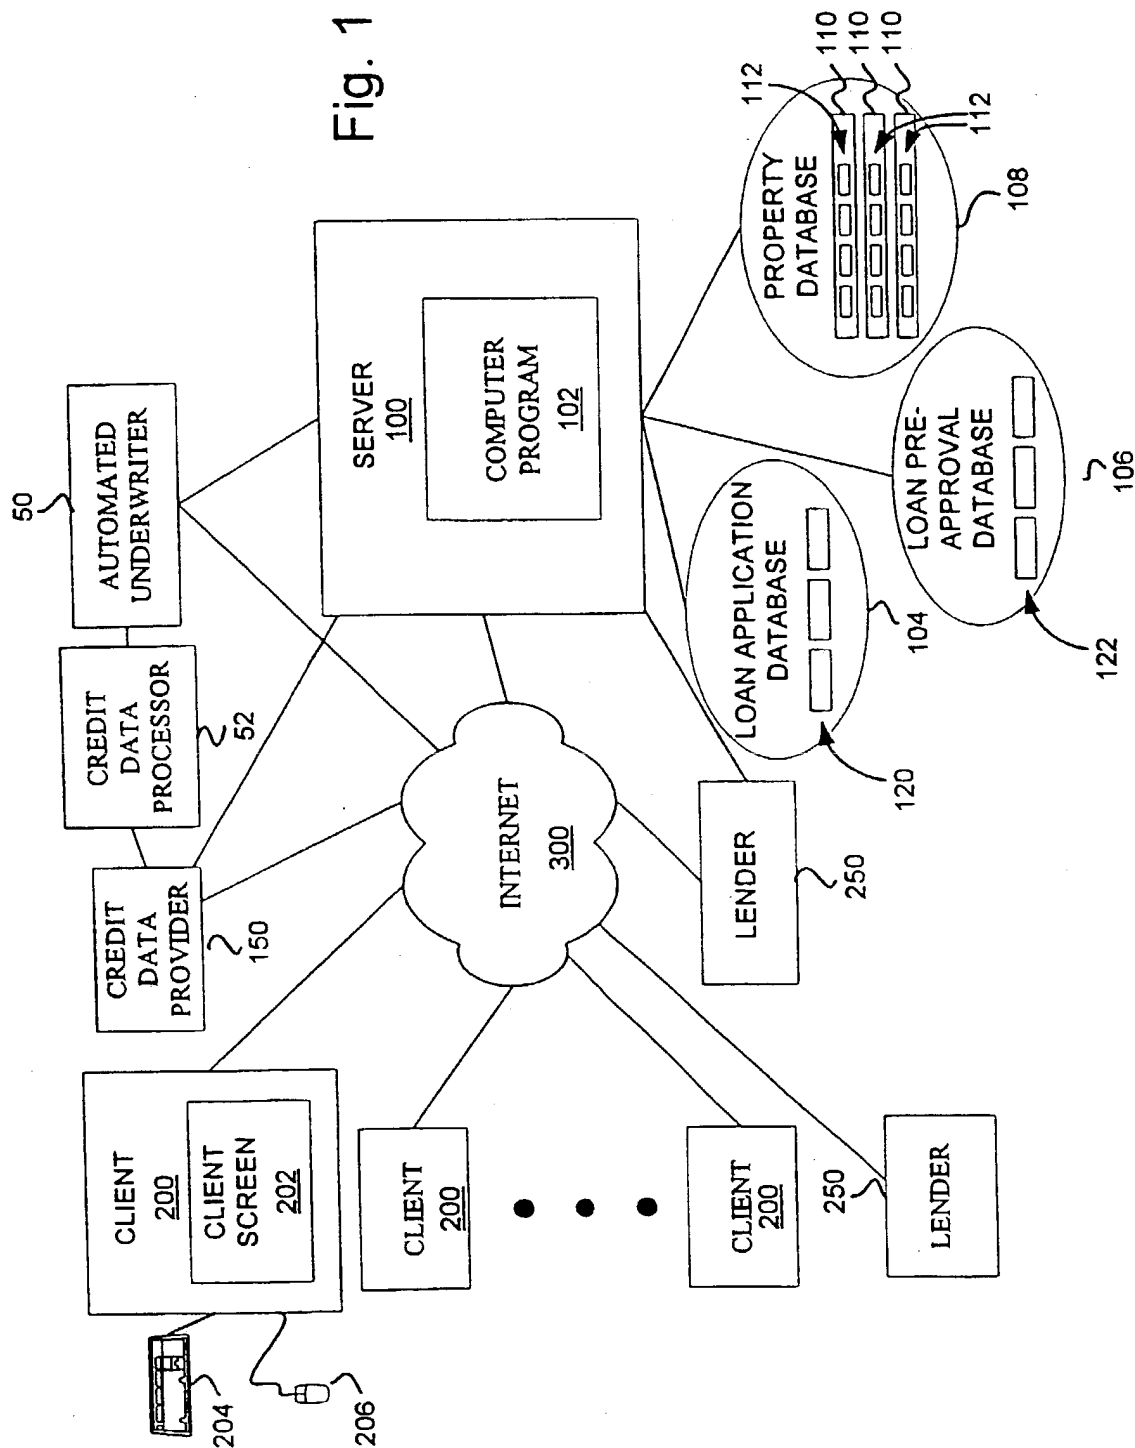 50
AUTOMATED
UNDERWRITER
CREDIT
DATA
PROCESSOR
52
CREDIT
DATA
PROVIDER
150
CLIENT
200
CLIENT
SCREEN
202
204
206
Fig. 1
SERVER
100
COMPUTER
PROGRAM
102
INTERNET
300
CLIENT
200
CLIENT
200
LENDER
250
LENDER
250
LOAN APPLICATION
DATABASE
104
120
LOAN PRE-
APPROVAL
DATABASE
106
122
PROPERTY
DATABASE
108
112
110
110
110
112